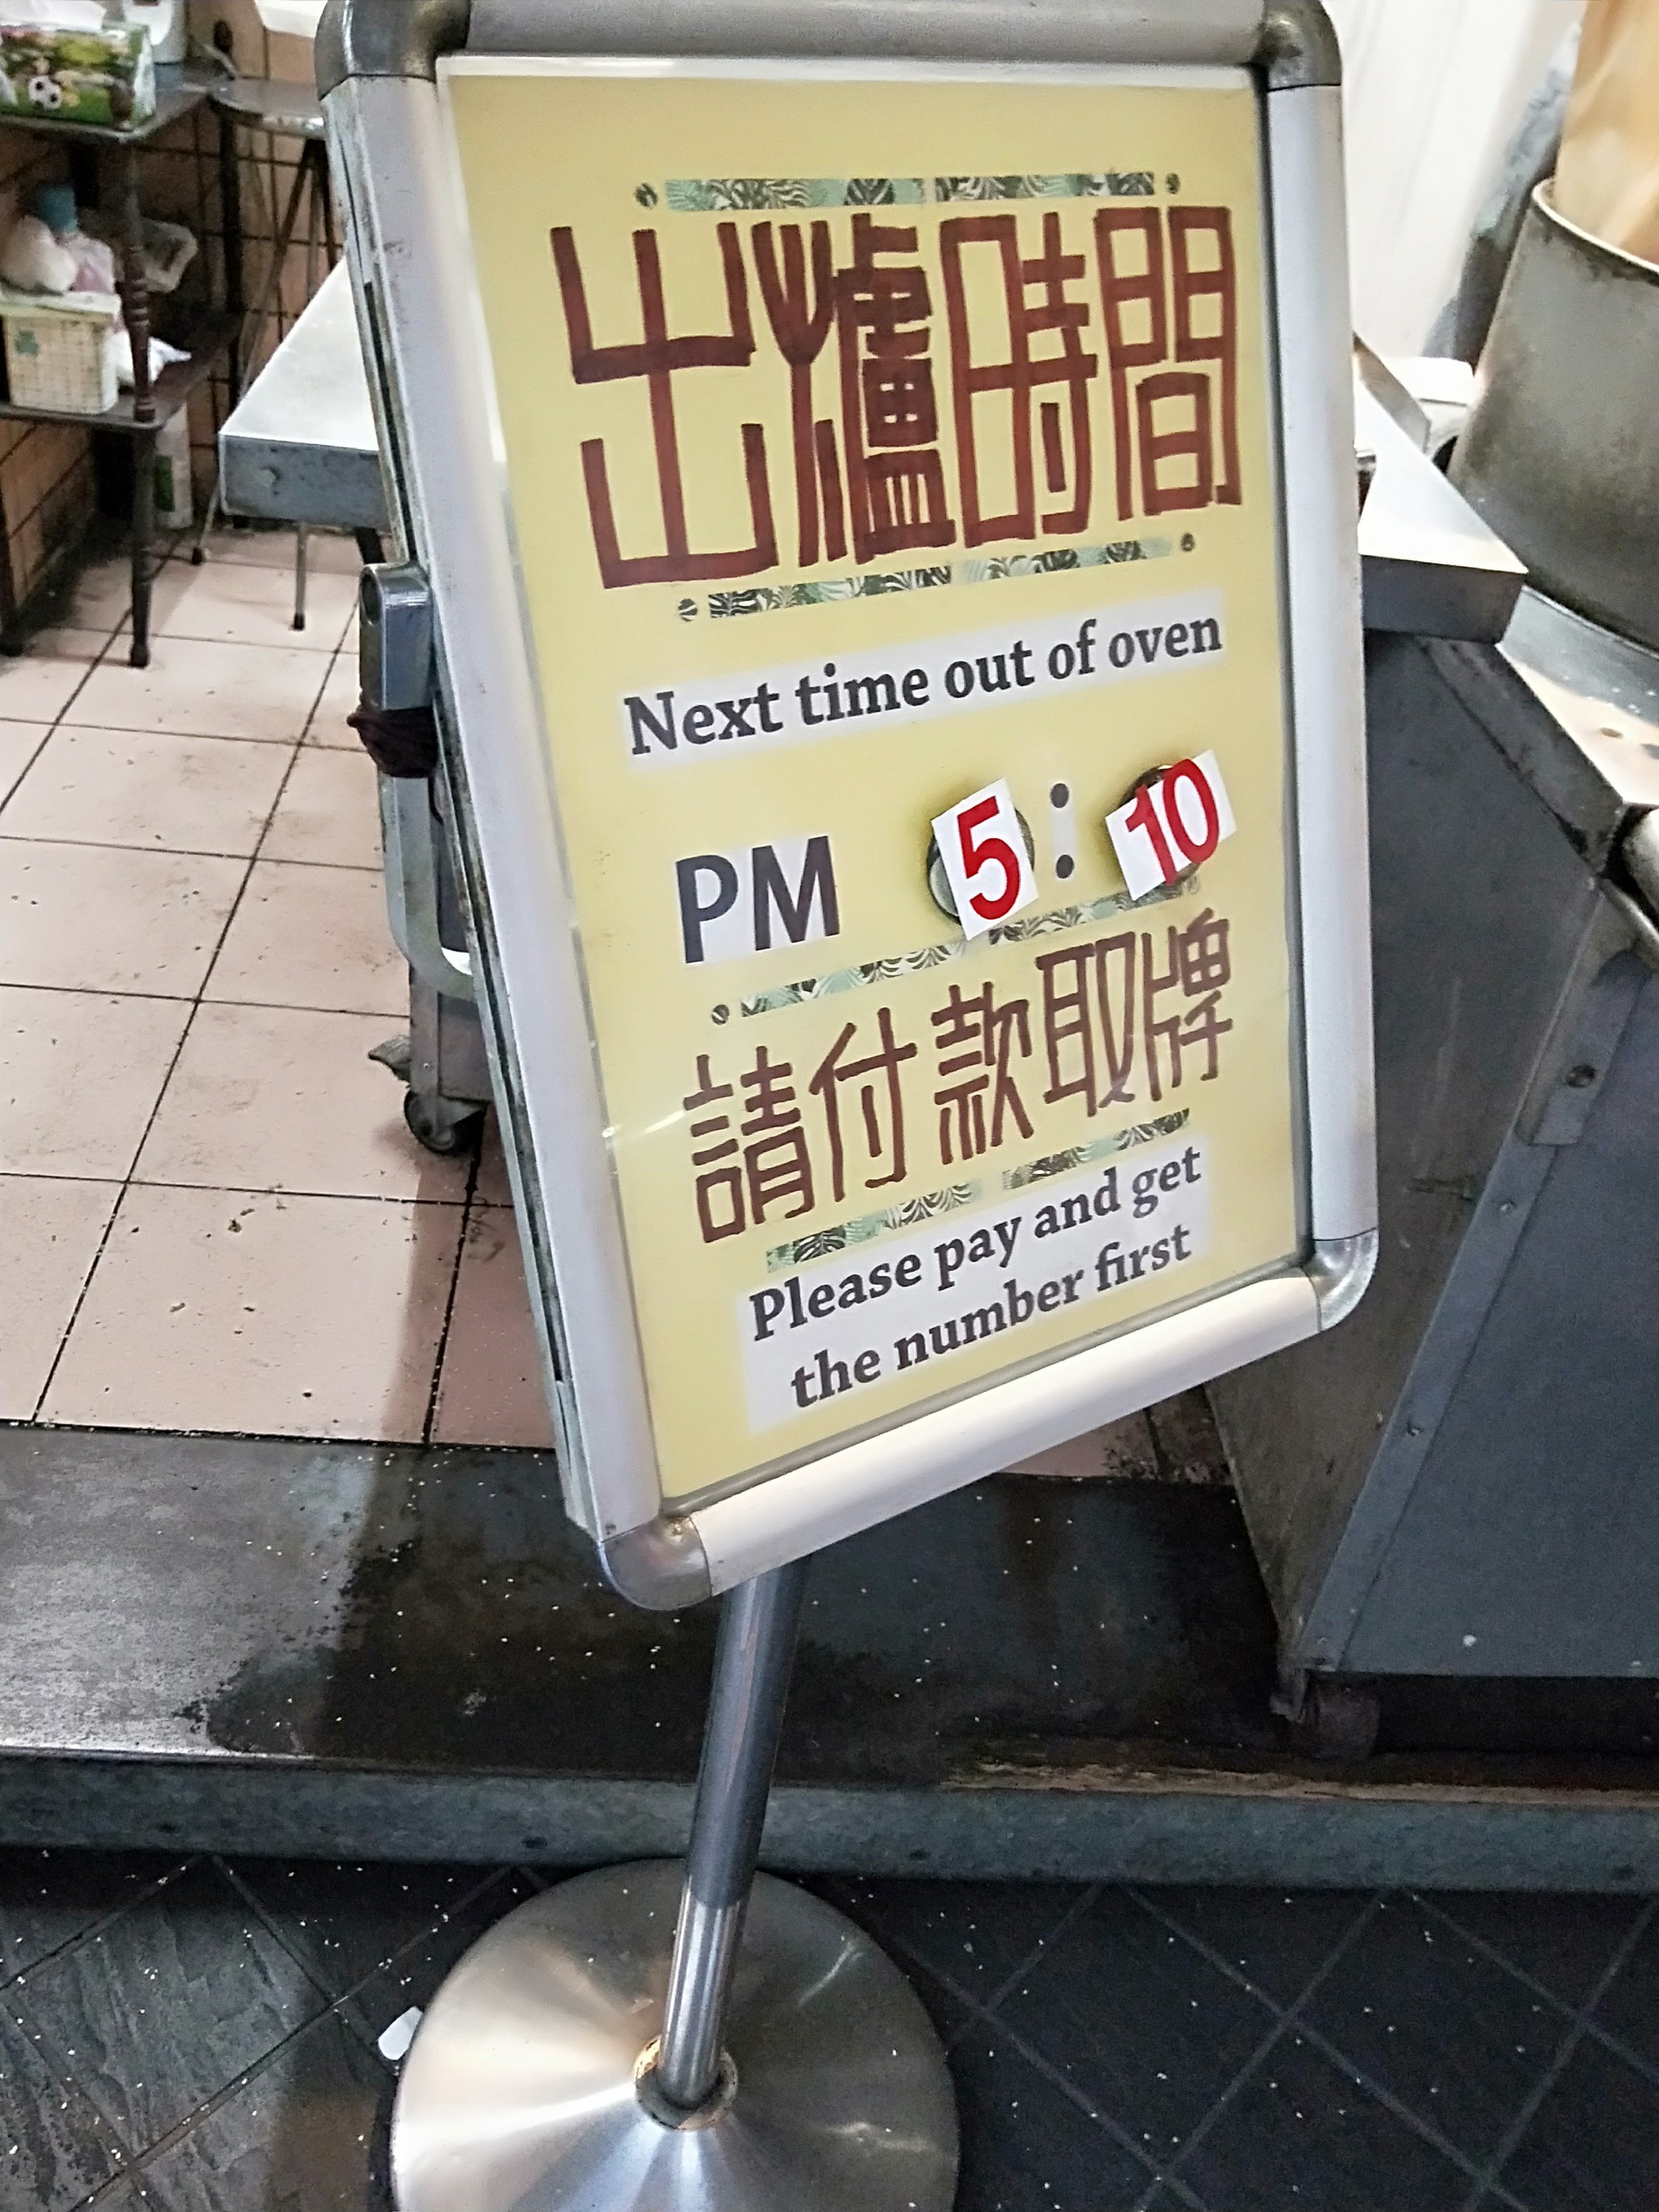 出爐時間
Next time out of oven
PM 5:10
請付款取牌
Please pay and get
the number first